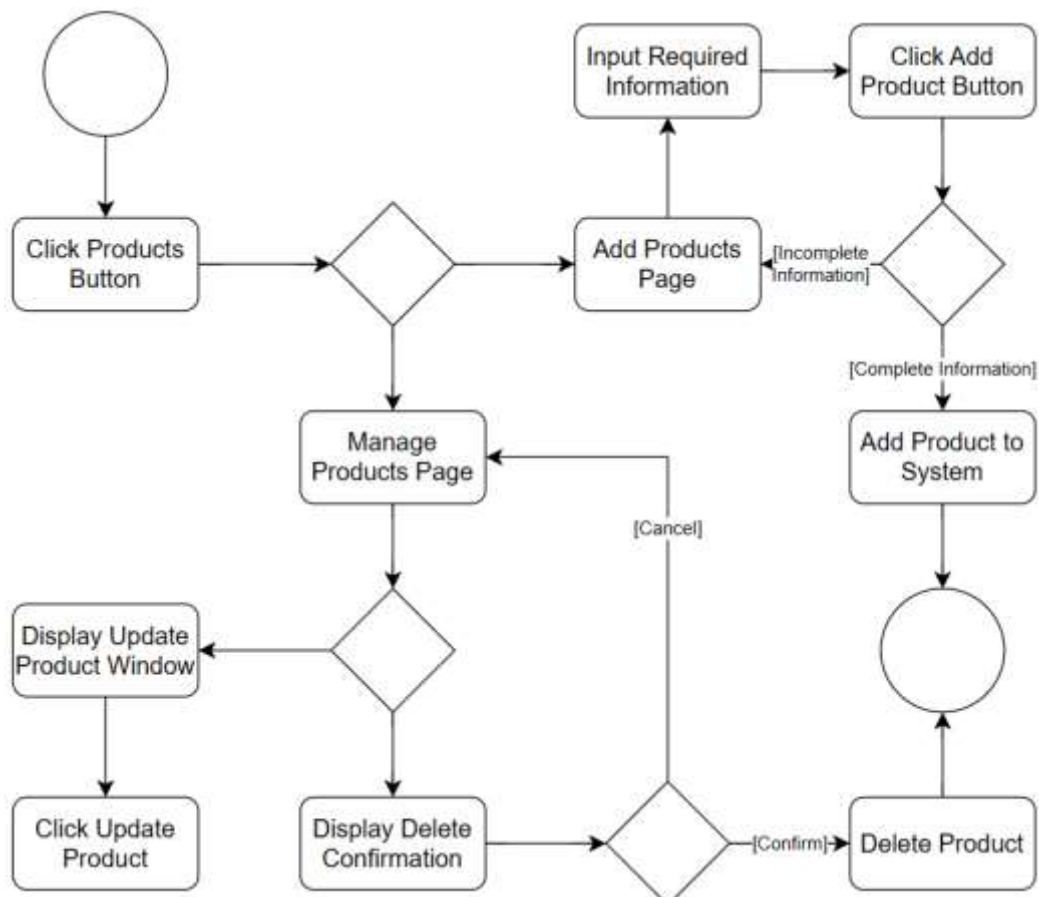 Input Required
Information
Click Add
Product Button
Click Products
Button
Add Products
Page
[Incomplete
Information]
[Complete Information]
Manage
Products Page
Add Product to
System
[Cancel]
Display Update
Product Window
Click Update
Product
Display Delete
Confirmation
[Confirm]
Delete Product